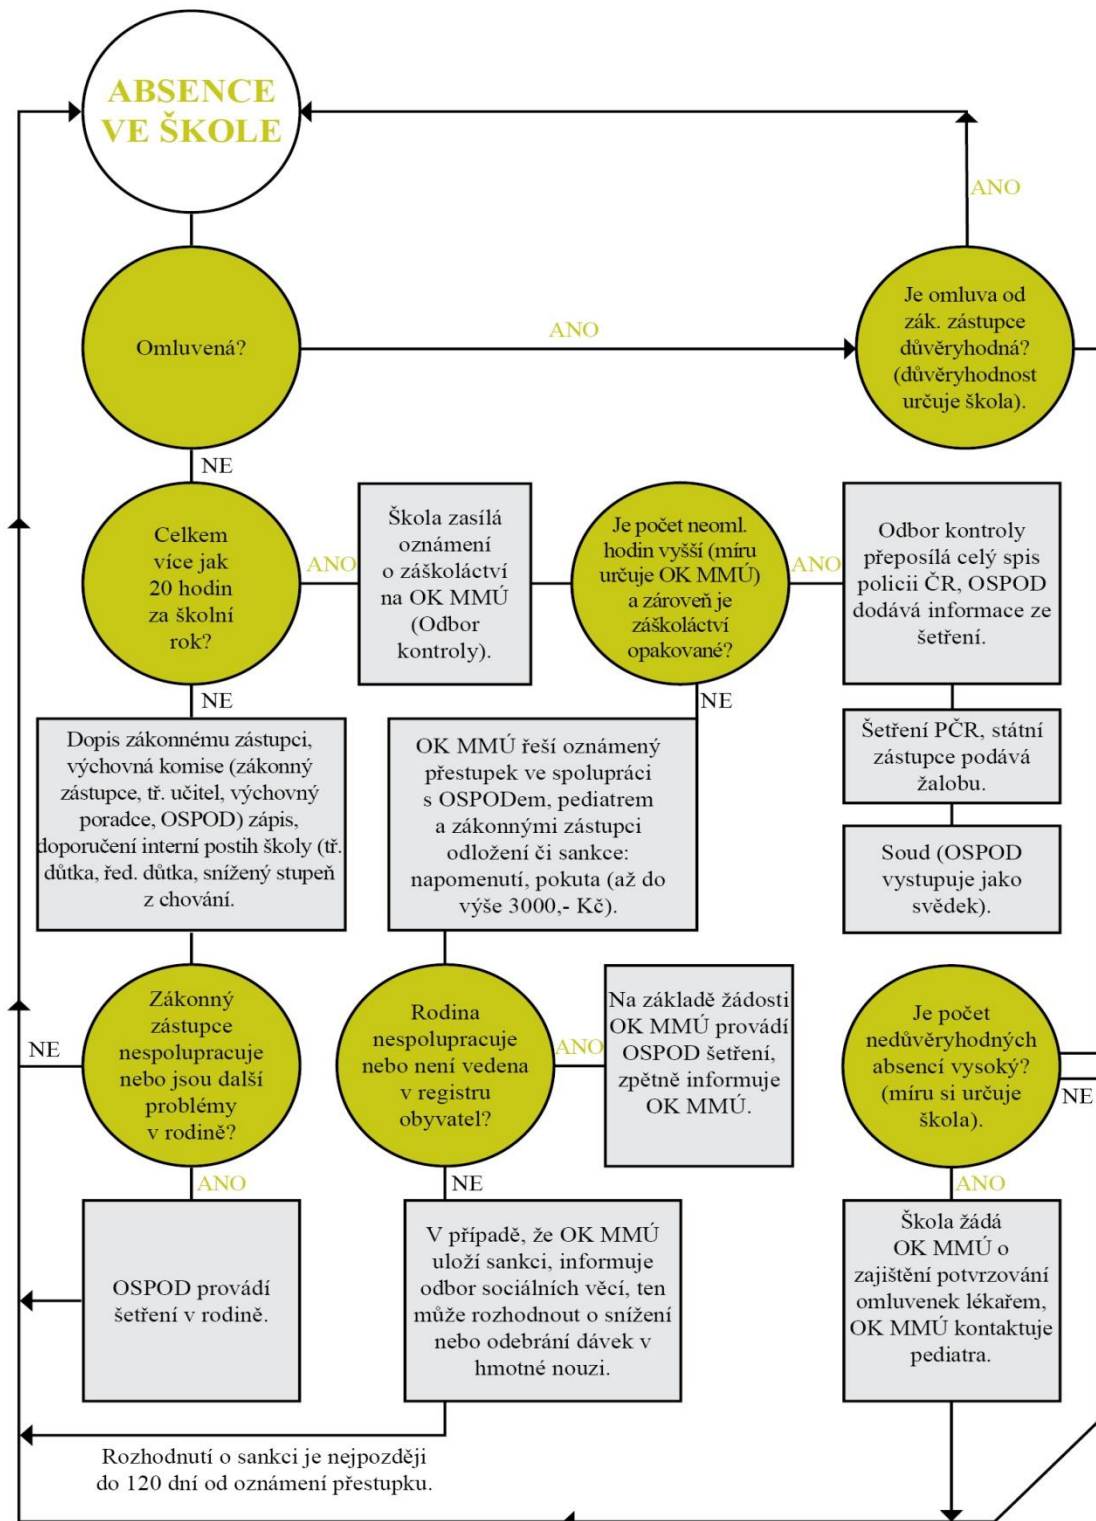 ABSENCE
VE ŠKOLE
ANO
Omluvená?
ANO
Je omluva od
zák. zástupce
důvěryhodná?
(důvěryhodnost
určuje škola).
NE
Celkem
více jak
20 hodin
za školní
rok?
ANO
Škola zasílá
oznámení
o záškoláctví
na OK MMÚ
(Odbor
kontroly).
Je počet neoml.
hodin vyšší (míru
určuje OK MMÚ)
a zároveň je
záškoláctví
opakované?
ANO
Odbor kontroly
přeposílá celý spis
policii ČR, OSPOD
dodává informace ze
šetření.
NE
NE
Dopis zákonnému zástupci,
výchovná komise (zákonný
zástupce, tř. učitel, výchovný
poradce, OSPOD) zápis,
doporučení interní postih školy (tř.
důtka, řed. důtka, snížený stupeň
z chování.
OK MMÚ řeší oznámený
přestupek ve spolupráci
s OSPODem, pediatrem
a zákonnými zástupci
odložení či sankce:
napomenutí, pokuta (až do
výše 3000,- Kč).
Šetření PČR, státní
zástupce podává
žalobu.
Soud (OSPOD
vystupuje jako
svědek).
NE
Zákonný
zástupce
nespolupracuje
nebo jsou další
problémy
v rodině?
Rodina
nespolupracuje
nebo není vedena
v registru
obyvatel?
ANO
Na základě žádosti
OK MMÚ provádí
OSPOD šetření,
zpětně informuje
OK MMÚ.
Je počet
nedůvěryhodných
absencí vysoký?
(míru si určuje
škola).
NE
ANO
NE
ANO
OSPOD provádí
šetření v rodině.
V případě, že OK MMÚ
uloží sankci, informuje
odbor sociálních věcí, ten
může rozhodnout o snížení
nebo odebrání dávek v
hmotné nouzi.
Škola žádá
OK MMÚ o
zajištění potvrzování
omluvenek lékařem,
OK MMÚ kontaktuje
pediatra.
Rozhodnutí o sankci je nejpozději
do 120 dní od oznámení přestupku.